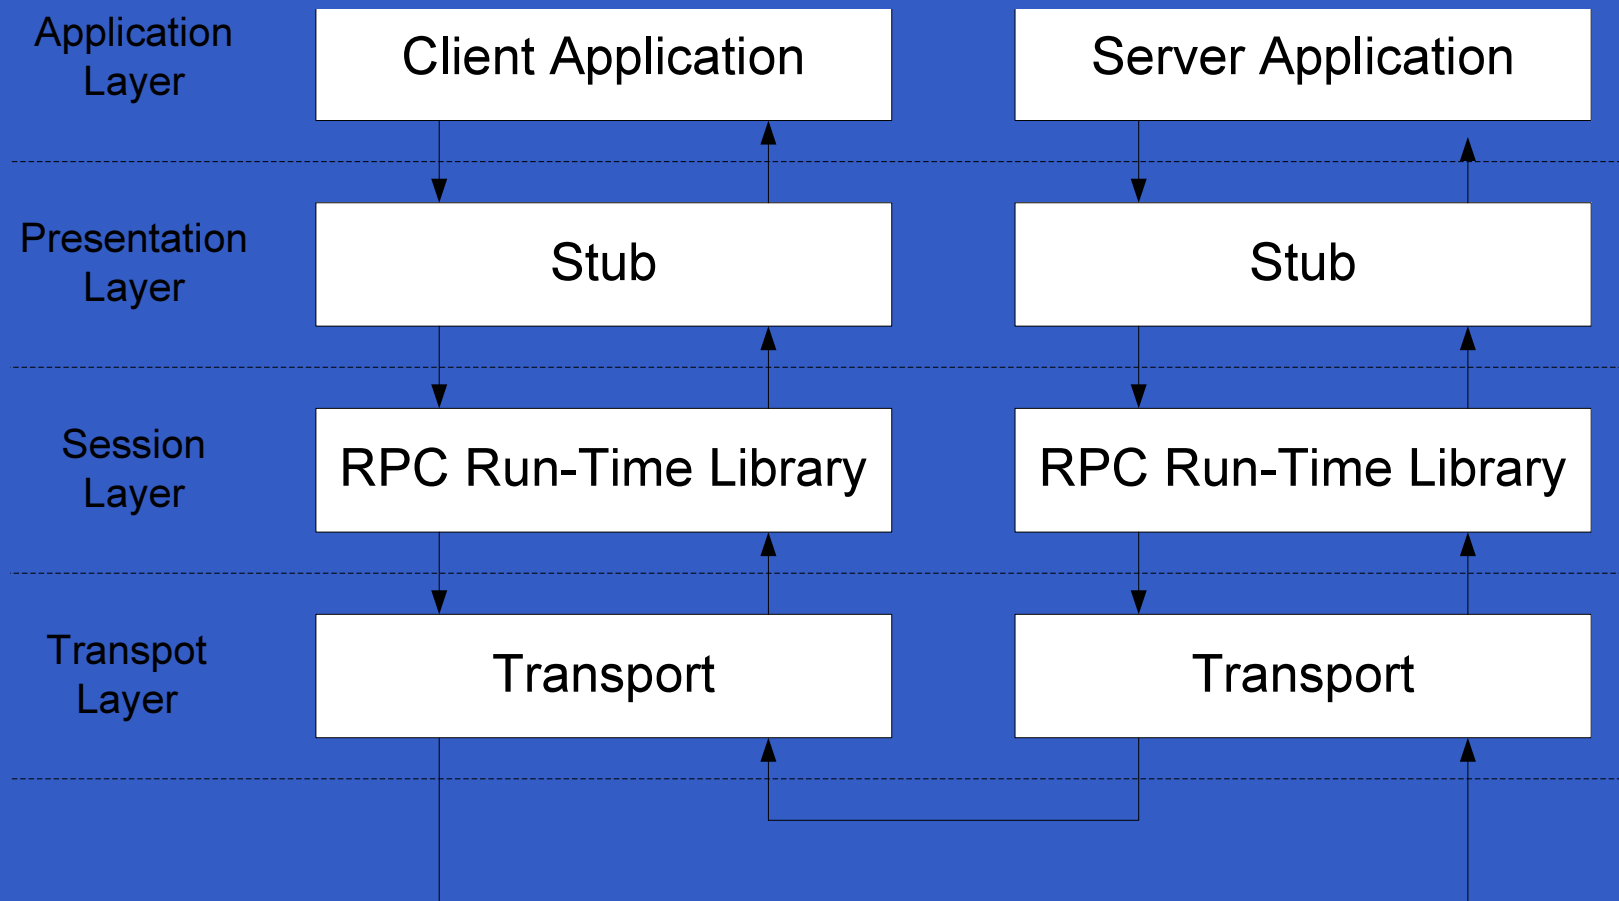 Application
Layer
Client Application
Server Application
Presentation
Layer
Stub
Stub
Session
Layer
RPC Run-Time Library
RPC Run-Time Library
Transpot
Layer
Transport
Transport